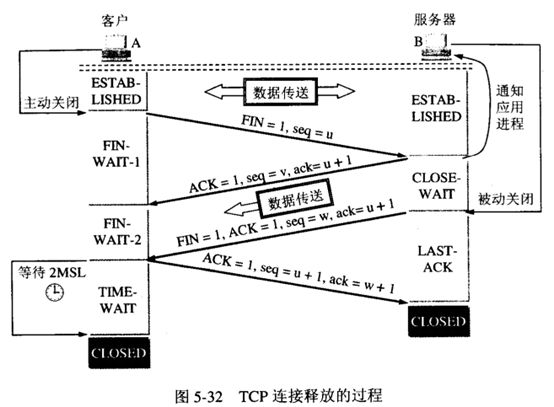 客户
服务器
A
B
ESTAB-
LISHED
数据传送
ESTAB-
LISHED
通知
应用
进程
主动关闭
FIN = 1, seq = u
FIN-
WAIT-1
ACK = 1, seq = v, ack= u + 1
CLOSE-
WAIT
数据传送
被动关闭
FIN-
WAIT-2
FIN = 1, ACK = 1, seq = w, ack= u + 1
LAST-
ACK
等待 2MSL
ACK = 1, seq = u + 1, ack = w + 1
TIME-
WAIT
CLOSED
CLOSED
图 5-32 TCP 连接释放的过程